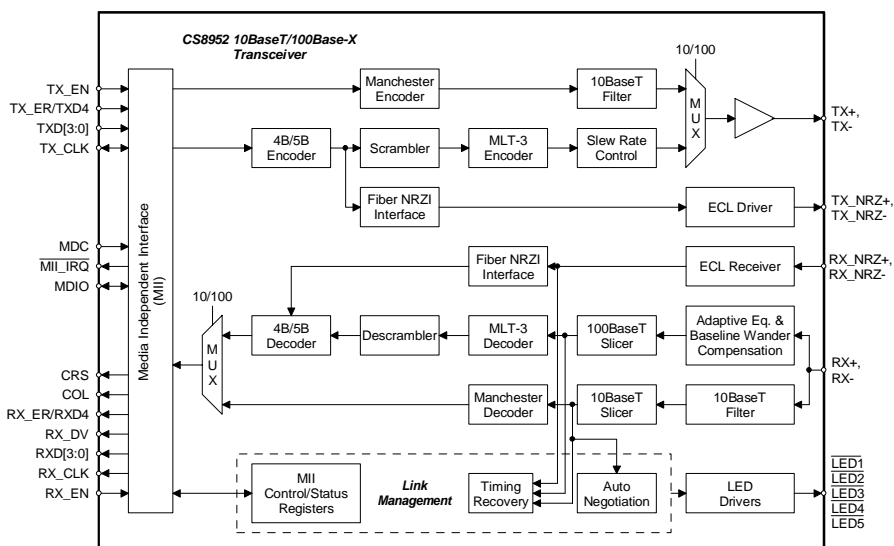 CS8952 10BaseT/100Base-X
Transceiver
10/100
TX_EN
TX_ER/TXD4
TXD[3:0]
TX_CLK
Manchester
Encoder
10BaseT
Filter
MUX
TX+,
TX-
4B/5B
Encoder
Scrambler
MLT-3
Encoder
Slew Rate
Control
Fiber NRZI
Interface
ECL Driver
TX_NRZ+,
TX_NRZ-
MDC
MII_IRQ
MDIO
Media Independent Interface
(MII)
Fiber NRZI
Interface
ECL Receiver
RX_NRZ+,
RX_NRZ-
10/100
MUX
4B/5B
Decoder
Descrambler
MLT-3
Decoder
100BaseT
Slicer
Adaptive Eq. &
Baseline Wander
Compensation
RX+,
RX-
CRS
COL
RX_ER/RXD4
RX_DV
RXD[3:0]
RX_CLK
RX_EN
Manchester
Decoder
10BaseT
Slicer
10BaseT
Filter
MII
Control/Status
Registers
Link
Management
Timing
Recovery
Auto
Negotiation
LED
Drivers
LED1
LED2
LED3
LED4
LED5